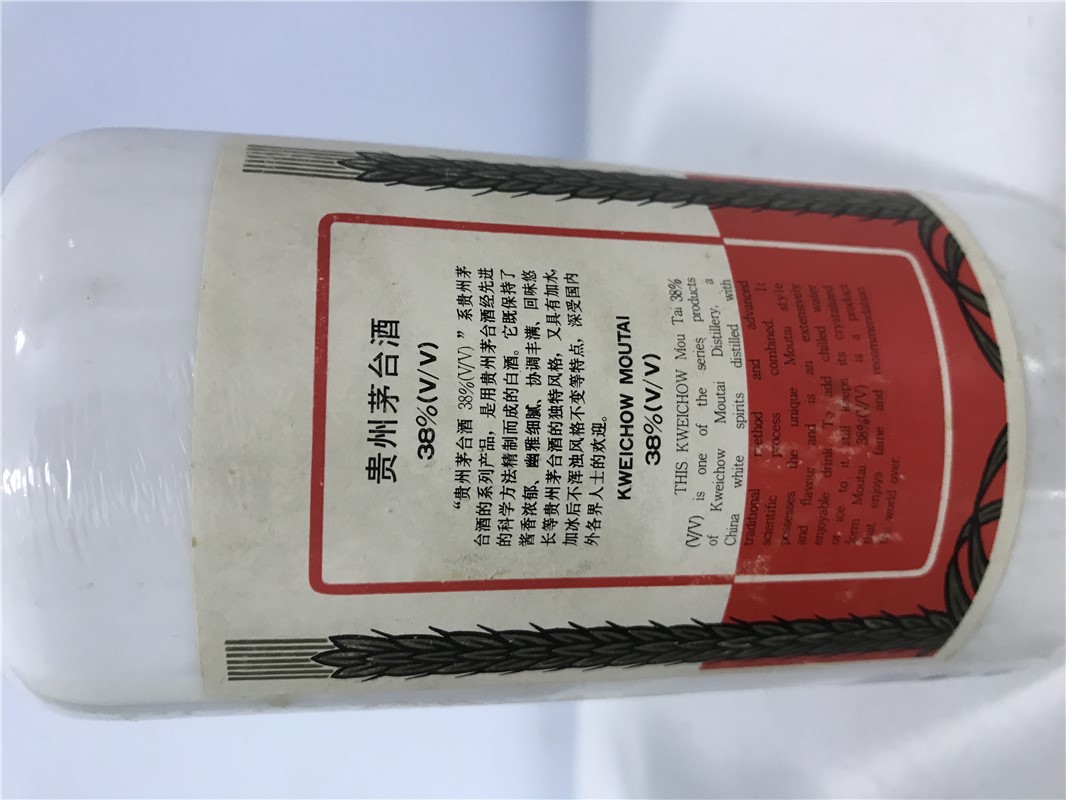 贵州茅台酒
38%(V/V)
“贵州茅台酒 38%(V/V)”系贵州茅
台酒的系列产品，是用贵州茅台酒经先进
的科学方法精制而成的白酒。它既保持了
酱香浓郁、幽雅细腻、协调丰满、回味悠
长等贵州茅台酒的独特风格，又具有加水,
加冰后不浑浊风格不变等特点，深受国内
外各界人士的欢迎。
KWEICHOW MOUTAI
38%(V/V)
THIS KWEICHOW Mou Tai 38%
(V/V) is one of the series products
of Kweichow Moutai Distillery, a
China white spirits distilled with
traditional method and advanced
scientific process combined. It
possesses the unique Moutai style
and flavour and is an extensively
enjoyable drink. To add chilled water
or ice to it, still keeps its crystalized
form Moutai 38%(V/V) is a product
that enjoys fame and recommendation
the world over.